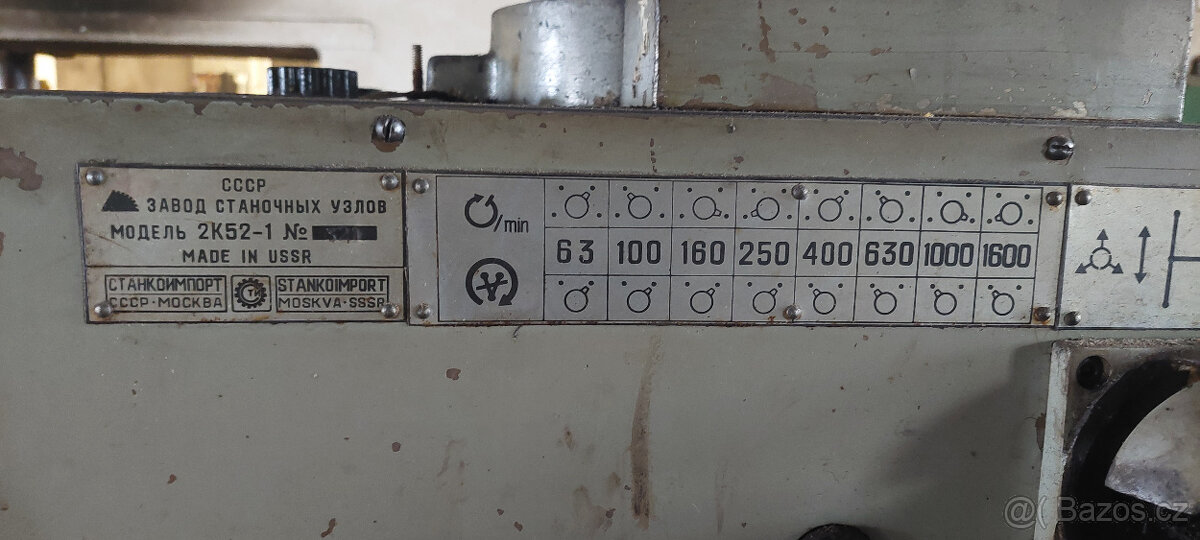 СССР
ЗАВОД СТАНОЧНЫХ УЗЛОВ
МОДЕЛЬ 2К52-1 №
MADE IN USSR
СТАНКОИМПОРТ
СССР·МОСКВА
STANKOIMPORT
MOSKVA·SSSR
/min
63 100 160 250 400 630 1000 1600
@( Bazos.cz